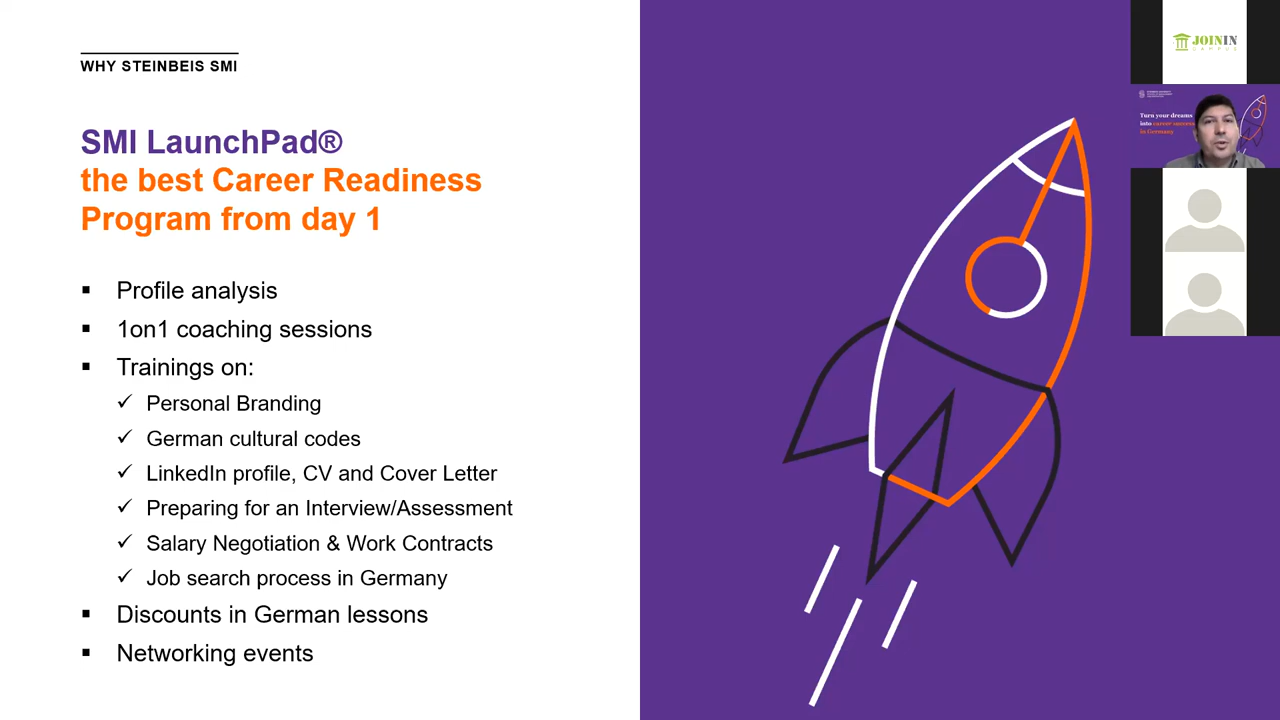 WHY STEINBEIS SMI
SMI LaunchPad®
the best Career Readiness
Program from day 1
▪ Profile analysis
▪ 1on1 coaching sessions
▪ Trainings on:
✓ Personal Branding
✓ German cultural codes
✓ LinkedIn profile, CV and Cover Letter
✓ Preparing for an Interview/Assessment
✓ Salary Negotiation & Work Contracts
✓ Job search process in Germany
▪ Discounts in German lessons
▪ Networking events
JOININ
CAMPUS
Turn your dreams
into career success
in Germany